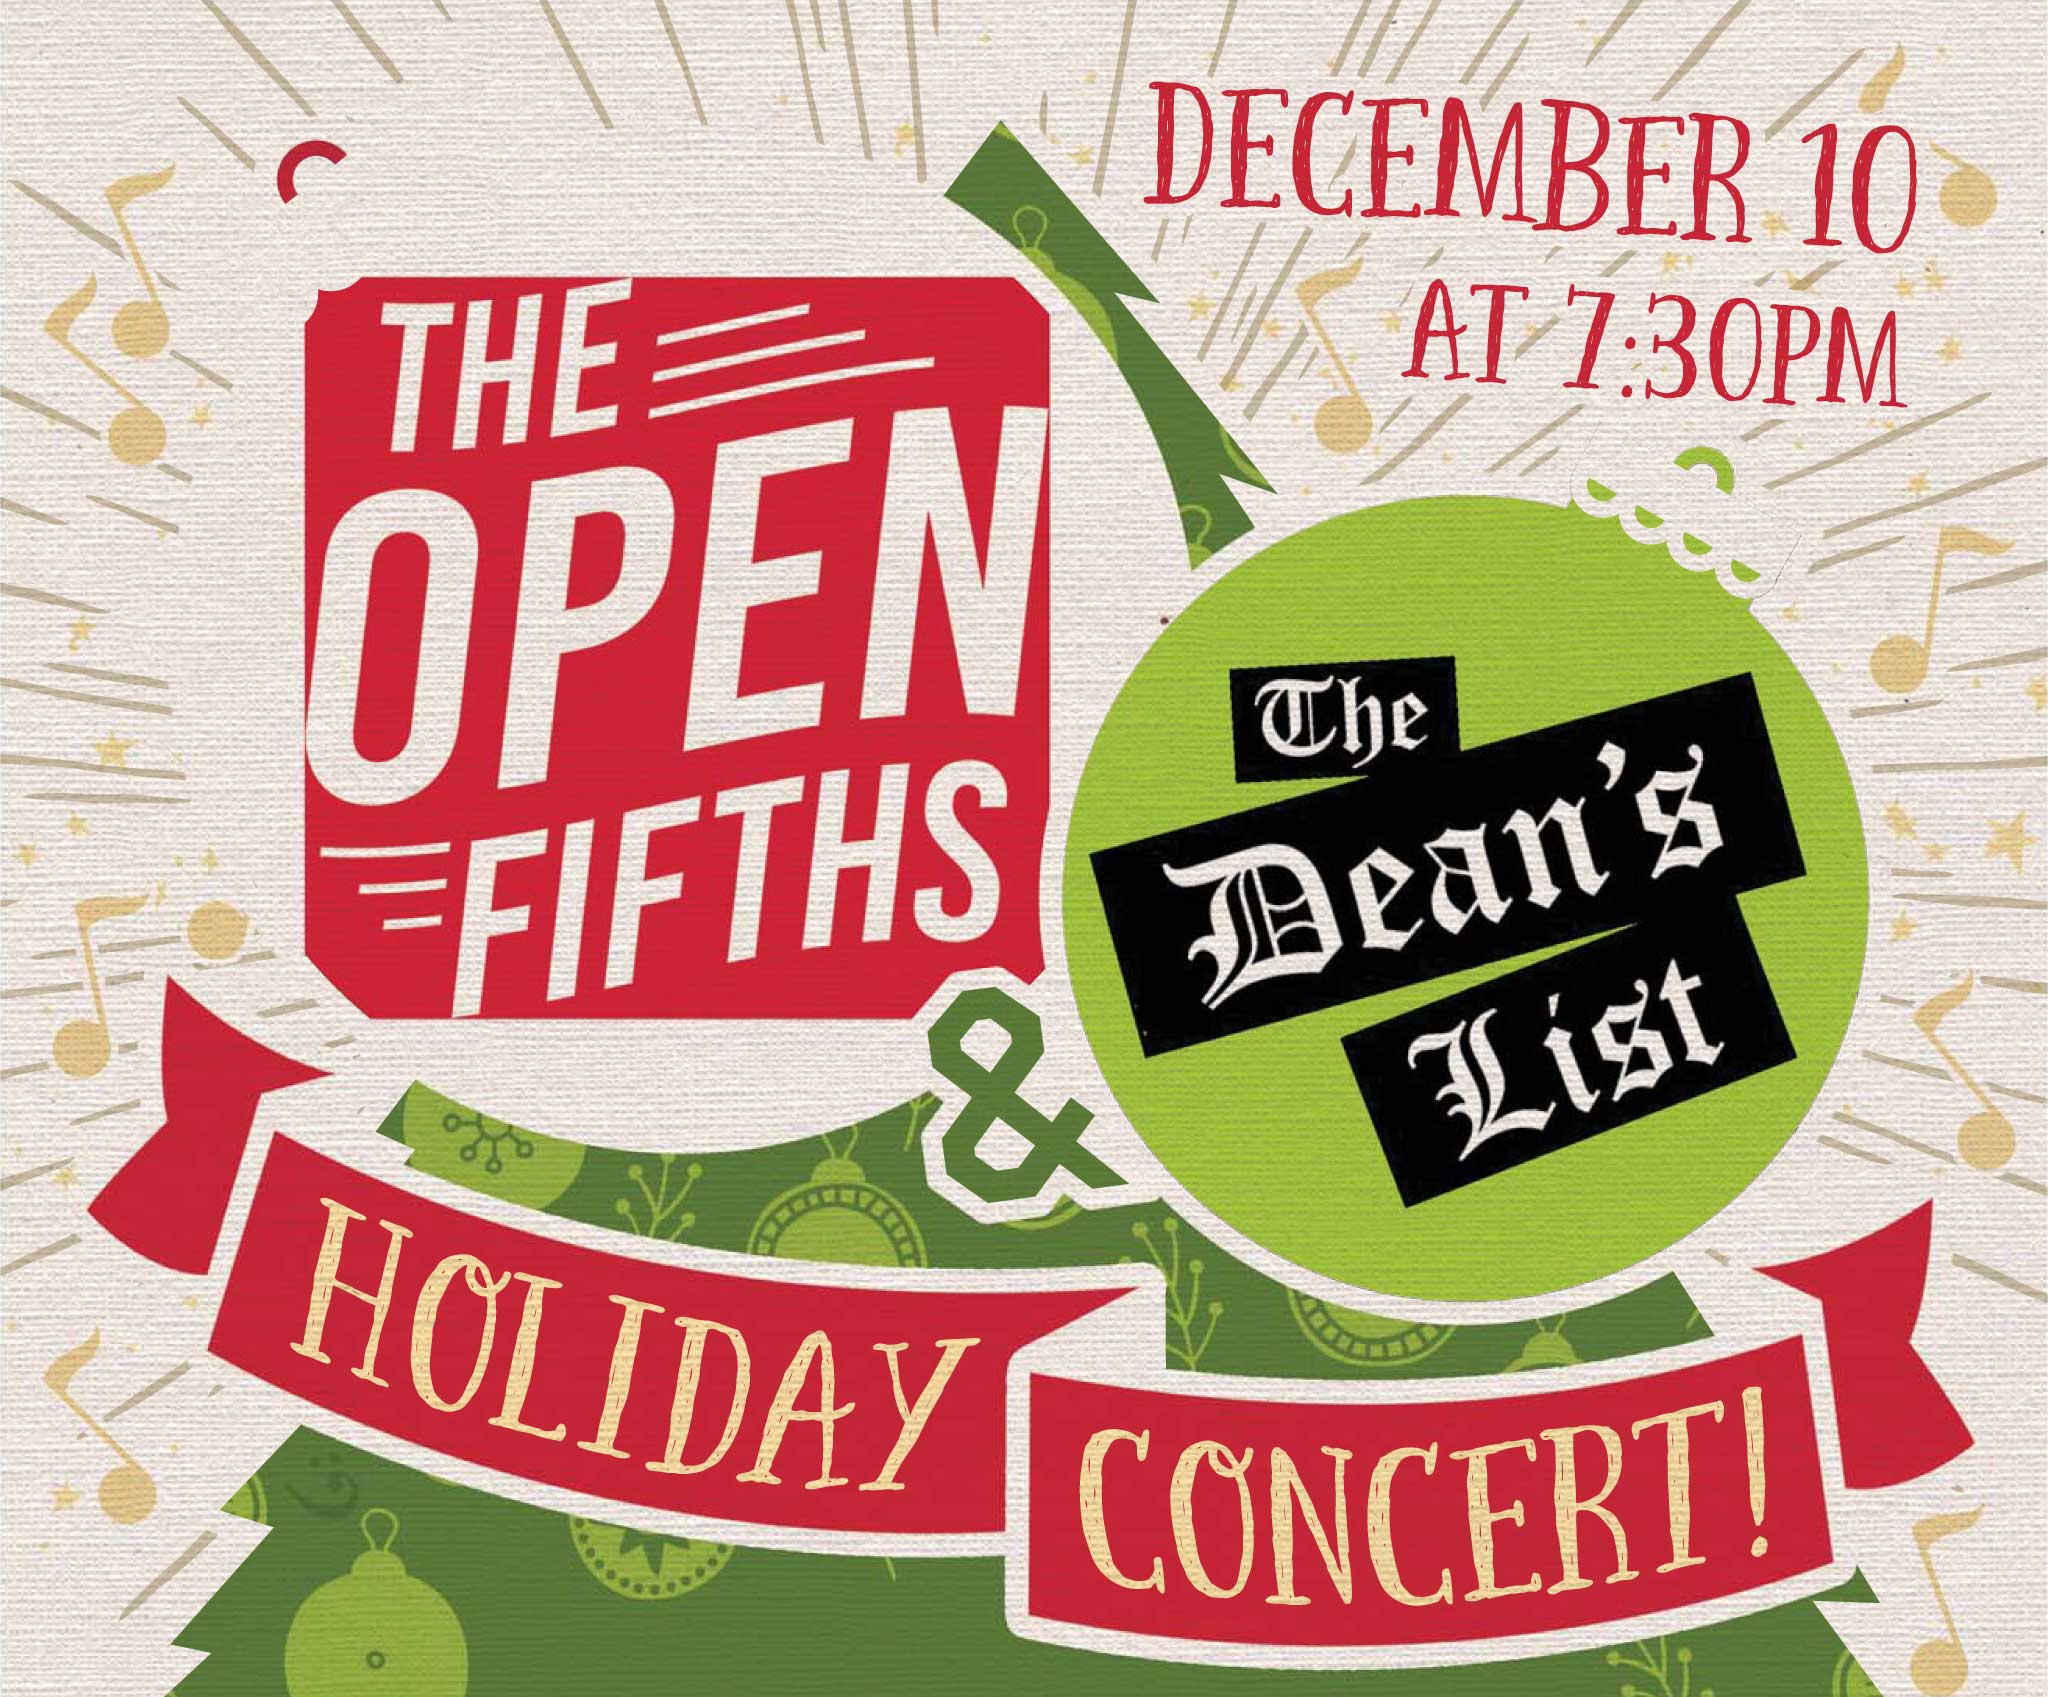 DECEMBER 10
AT 7:30PM
THE
OPEN
FIFTHS
&
The
Dean's
List
HOLIDAY
CONCERT!